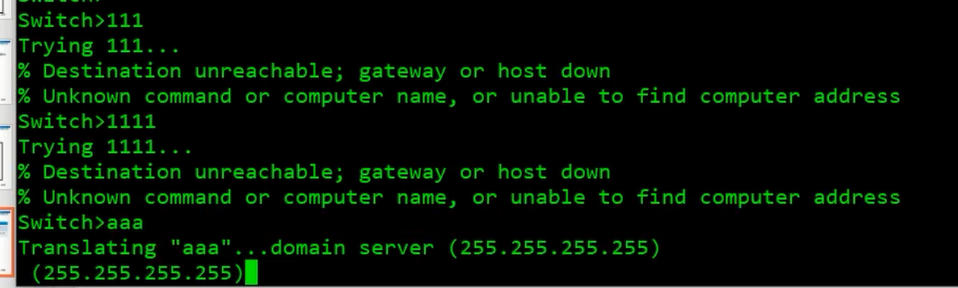 Switch>111
Trying 111...
% Destination unreachable; gateway or host down
% Unknown command or computer name, or unable to find computer address
Switch>1111
Trying 1111...
% Destination unreachable; gateway or host down
% Unknown command or computer name, or unable to find computer address
Switch>aaa
Translating "aaa"...domain server (255.255.255.255)
(255.255.255.255)